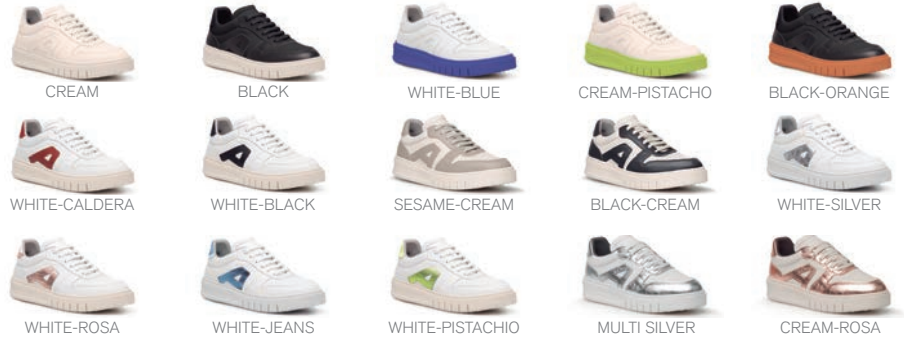 CREAM
BLACK
WHITE-BLUE
CREAM-PISTACHO
BLACK-ORANGE
WHITE-CALDERA
WHITE-BLACK
SESAME-CREAM
BLACK-CREAM
WHITE-SILVER
WHITE-ROSA
WHITE-JEANS
WHITE-PISTACHIO
MULTI SILVER
CREAM-ROSA